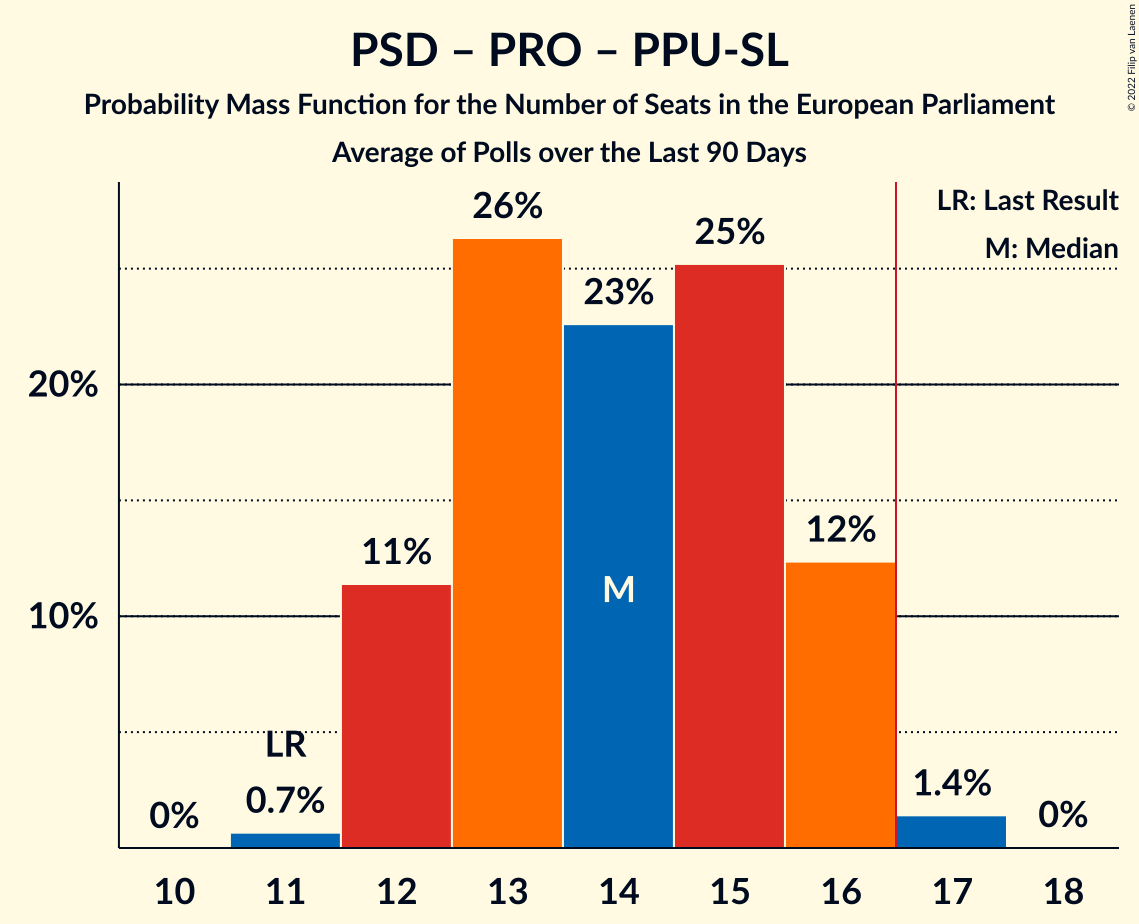 PSD – PRO – PPU-SL
Probability Mass Function for the Number of Seats in the European Parliament
Average of Polls over the Last 90 Days
© 2022 Filip van Laenen
LR: Last Result
M: Median
26%
25%
23%
20%
12%
11%
M
10%
LR
1.4%
0.7%
0%
0%
10 11 12 13 14 15 16 17 18